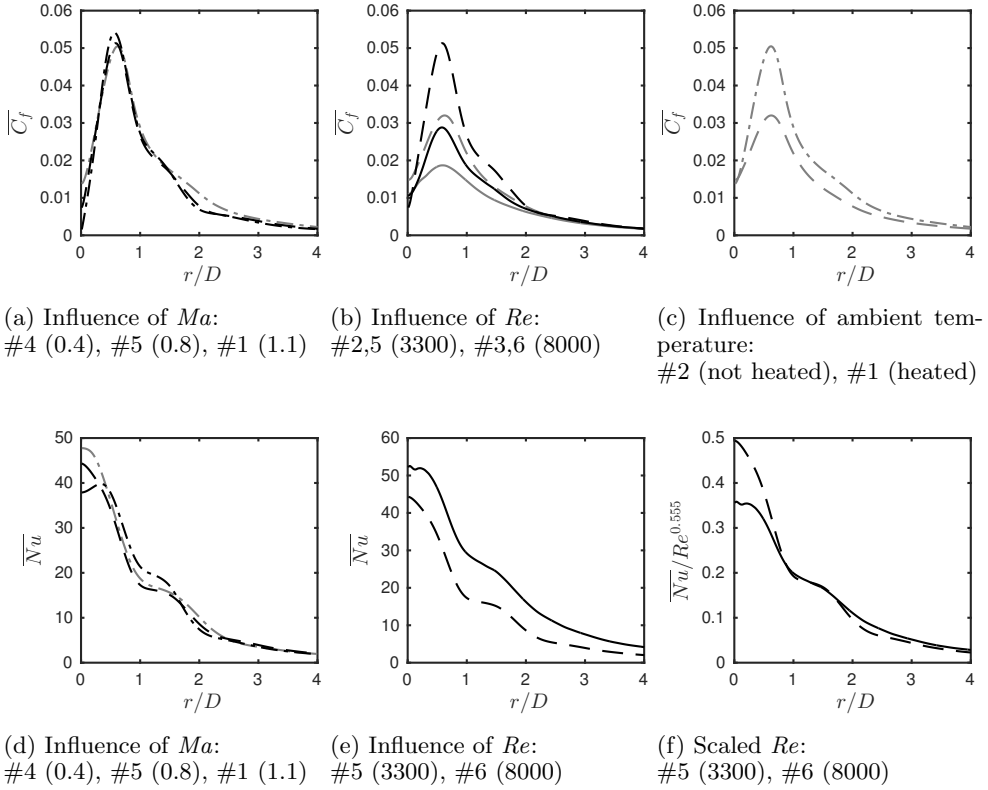 0.06
0.05
0.04
0.03
0.02
0.01
0
0 1 2 3 4
C_f
r/D
0.06
0.05
0.04
0.03
0.02
0.01
0
0 1 2 3 4
C_f
r/D
0.06
0.05
0.04
0.03
0.02
0.01
0
0 1 2 3 4
C_f
r/D
(a) Influence of Ma:
#4 (0.4), #5 (0.8), #1 (1.1)
(b) Influence of Re:
#2,5 (3300), #3,6 (8000)
(c) Influence of ambient tem-
perature:
#2 (not heated), #1 (heated)
50
40
30
20
10
0
0 1 2 3 4
Nu
r/D
60
50
40
30
20
10
0
0 1 2 3 4
Nu
r/D
0.5
0.4
0.3
0.2
0.1
0
0 1 2 3 4
Nu/Re^0.555
r/D
(d) Influence of Ma:
#4 (0.4), #5 (0.8), #1 (1.1)
(e) Influence of Re:
#5 (3300), #6 (8000)
(f) Scaled Re:
#5 (3300), #6 (8000)